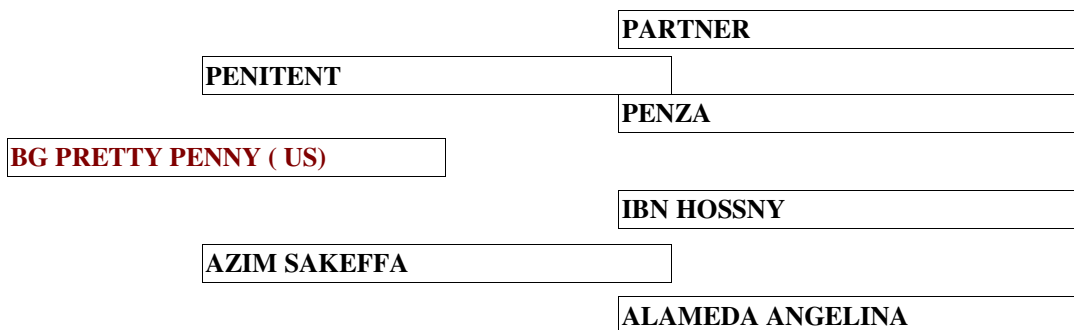 PARTNER
PENITENT
PENZA
BG PRETTY PENNY ( US)
IBN HOSSNY
AZIM SAKEFFA
ALAMEDA ANGELINA